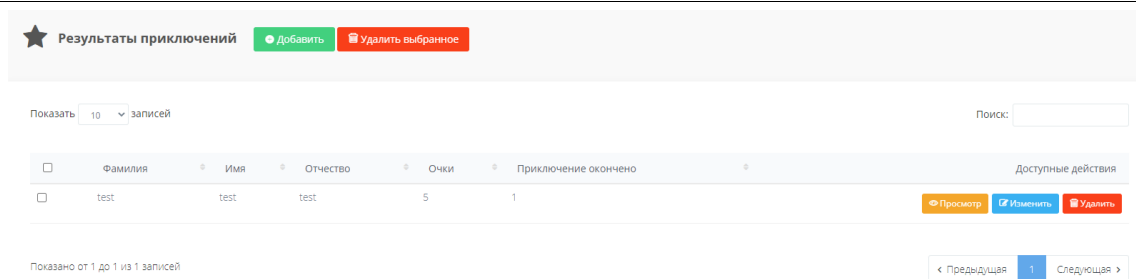 Результаты приключений Добавить Удалить выбранное
Показать 10 записей Поиск:
Фамилия Имя Отчество Очки Приключение окончено Доступные действия
test test test 5 1 Просмотр Изменить Удалить
Показано от 1 до 1 из 1 записей Предыдущая 1 Следующая